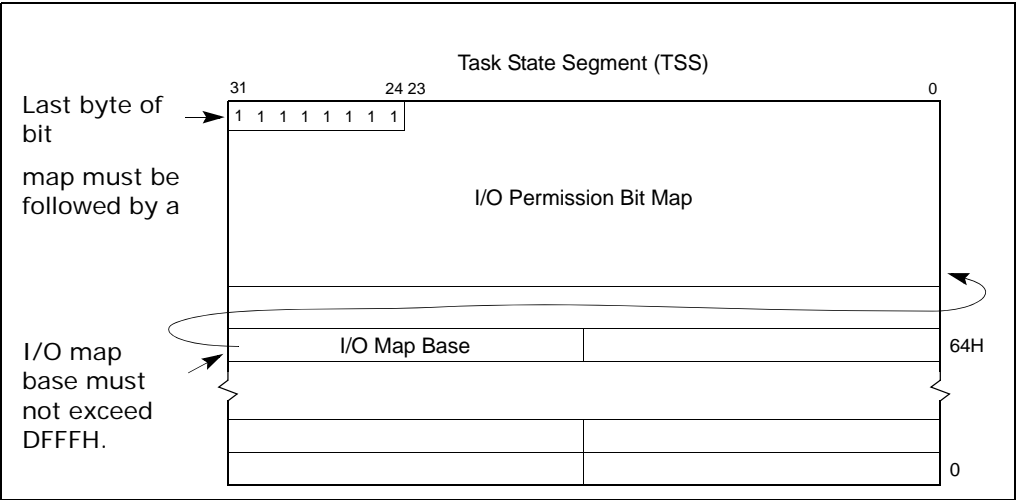 Task State Segment (TSS)
31 24 23 0
Last byte of
bit
map must be
followed by a
1 1 1 1 1 1 1 1
I/O Permission Bit Map
I/O map
base must
not exceed
DFFFH.
I/O Map Base
64H
0